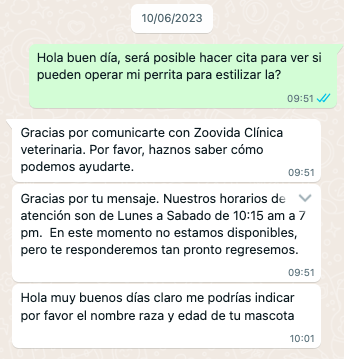 10/06/2023
Hola buen día, será posible hacer cita para ver si
pueden operar mi perrita para estilizar la?
09:51
Gracias por comunicarte con Zoovida Clínica
veterinaria. Por favor, haznos saber cómo
podemos ayudarte.
09:51
Gracias por tu mensaje. Nuestros horarios de
atención son de Lunes a Sabado de 10:15 am a 7
pm. En este momento no estamos disponibles,
pero te responderemos tan pronto regresemos.
09:51
Hola muy buenos días claro me podrías indicar
por favor el nombre raza y edad de tu mascota
10:01